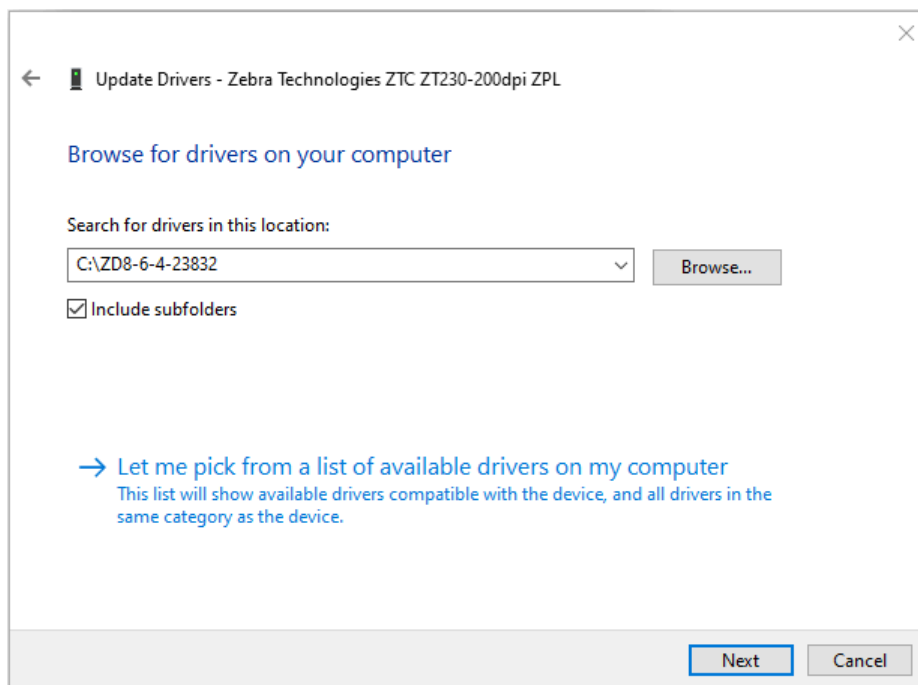 Update Drivers - Zebra Technologies ZTC ZT230-200dpi ZPL
Browse for drivers on your computer
Search for drivers in this location:
C:\ZD8-6-4-23832
Browse...
Include subfolders
Let me pick from a list of available drivers on my computer
This list will show available drivers compatible with the device, and all drivers in the
same category as the device.
Next
Cancel